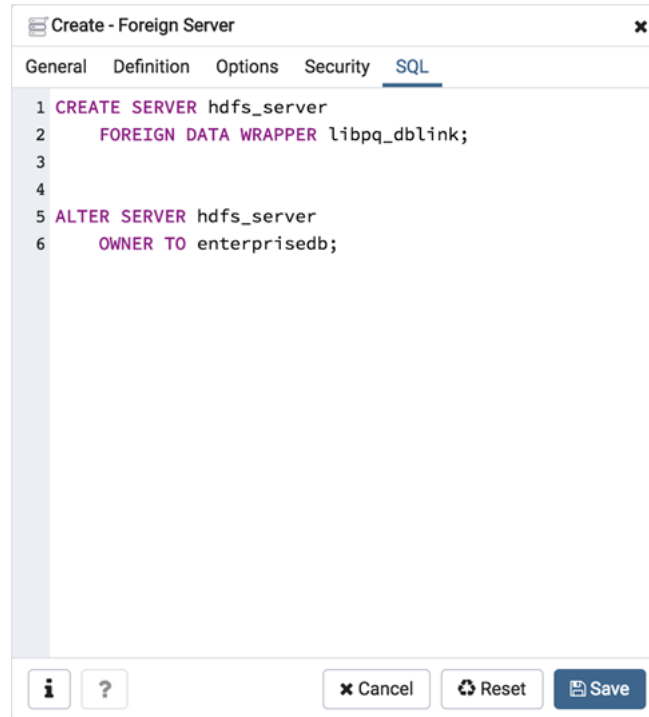 Create - Foreign Server
General Definition Options Security SQL
1 CREATE SERVER hdfs_server
2 FOREIGN DATA WRAPPER libpq_dblink;
3
4
5 ALTER SERVER hdfs_server
6 OWNER TO enterprisedb;
i ? Cancel Reset Save